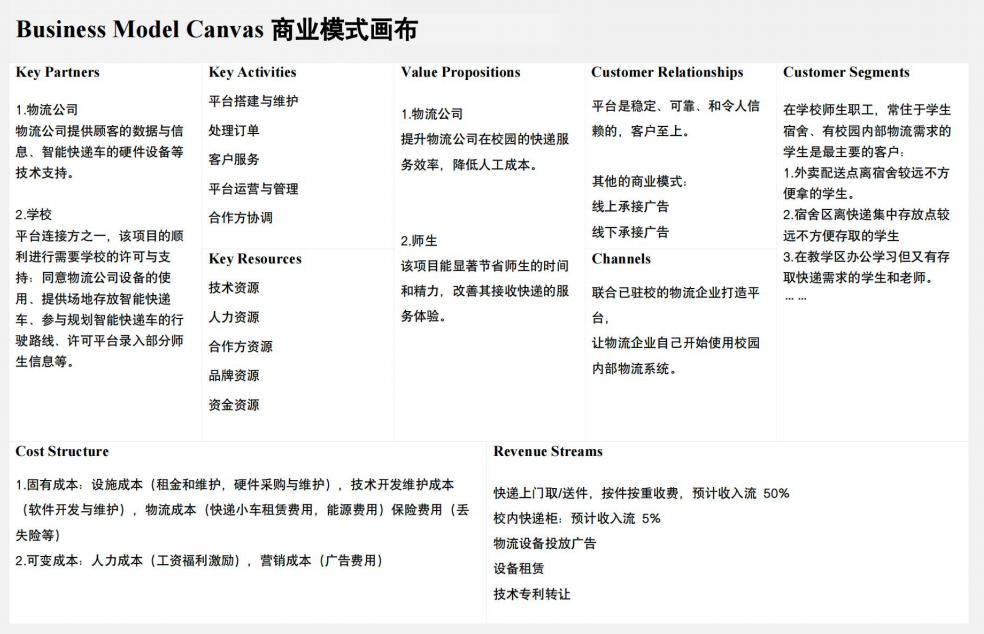 Business Model Canvas 商业模式画布
Key Partners
1.物流公司
物流公司提供顾客的数据与信
息、智能快递车的硬件设备等
技术支持。
2.学校
平台连接方之一，该项目的顺
利进行需要学校的许可与支
持：同意物流公司设备的使
用、提供场地存放智能快递
车、参与规划智能快递车的行
驶路线、许可平台录入部分师
生信息等。
Key Activities
平台搭建与维护
处理订单
客户服务
平台运营与管理
合作方协调
Key Resources
技术资源
人力资源
合作方资源
品牌资源
资金资源
Value Propositions
1.物流公司
提升物流公司在校园的快递服
务效率，降低人工成本。
2.师生
该项目能显著节省师生的时间
和精力，改善其接收快递的服
务体验。
Customer Relationships
平台是稳定、可靠、和令人信
赖的，客户至上。
其他的商业模式：
线上承接广告
线下承接广告
Channels
联合已驻校的物流企业打造平
台，
让物流企业自己开始使用校园
内部物流系统。
Customer Segments
在学校师生职工，常住于学生
宿舍、有校园内部物流需求的
学生是最主要的客户：
1.外卖配送点离宿舍较远不方
便拿的学生。
2.宿舍区离快递集中存放点较
远不方便存取的学生
3.在教学区办公学习但又有存
取快递需求的学生和老师。
... ...
Cost Structure
1.固有成本：设施成本（租金和维护，硬件采购与维护），技术开发维护成本
（软件开发与维护），物流成本（快递小车租赁费用，能源费用）保险费用（丢
失险等）
2.可变成本：人力成本（工资福利激励），营销成本（广告费用）
Revenue Streams
快递上门取/送件，按件按重收费，预计收入流 50%
校内快递柜：预计收入流 5%
物流设备投放广告
设备租赁
技术专利转让